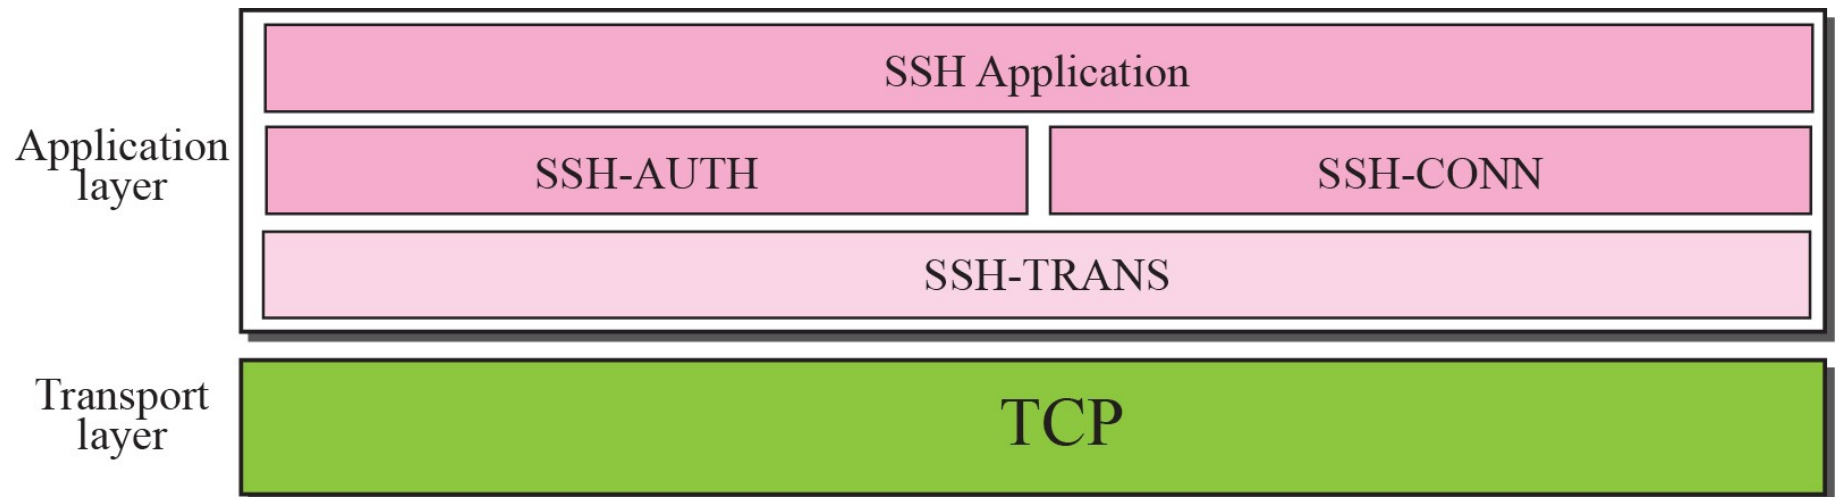 SSH Application
Application
layer
SSH-AUTH
SSH-CONN
SSH-TRANS
Transport
layer
TCP